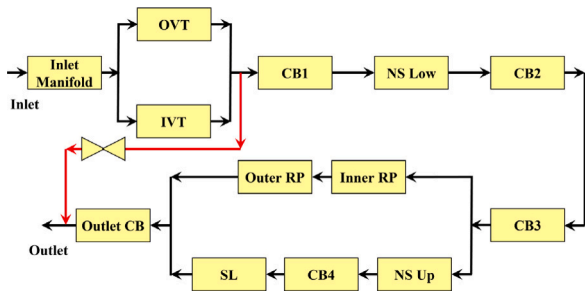 OVT
Inlet
Manifold
Inlet
CB1
NS Low
CB2
IVT
Outer RP
Inner RP
Outlet CB
Outlet
CB3
SL
CB4
NS Up